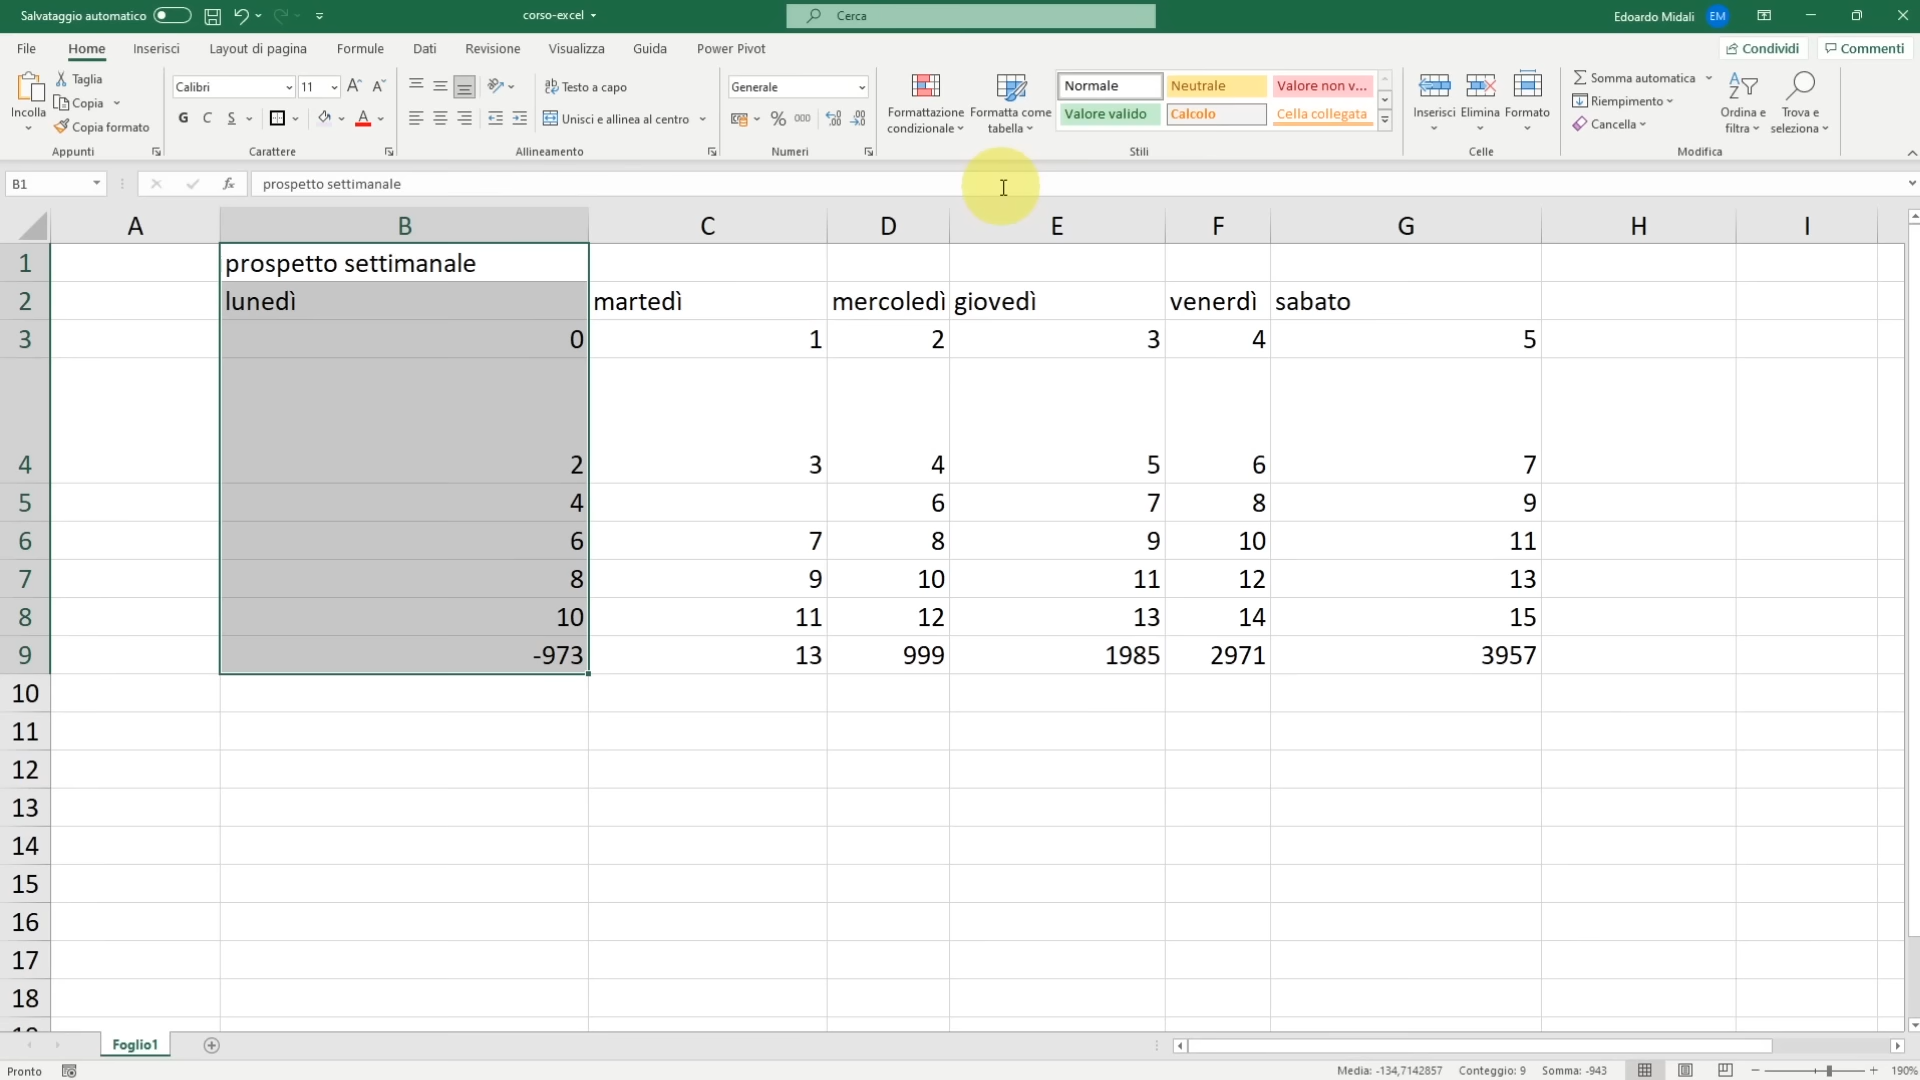 Salvataggio automatico
corso-excel
Cerca
Edoardo Midali EM
File Home Inserisci Layout di pagina Formule Dati Revisione Visualizza Guida Power Pivot
Condividi Commenti
Incolla
Taglia
Copia
Copia formato
Appunti
Calibri 11
G C S
Carattere
Testo a capo
Unisci e allinea al centro
Allineamento
Generale
% 000
Numeri
Formattazione condizionale
Formatta come tabella
Normale Neutrale Valore non v...
Valore valido Calcolo Cella collegata
Stili
Inserisci Elimina Formato
Celle
Somma automatica
Riempimento
Cancella
Ordina e filtra
Trova e seleziona
Modifica
B1 fx prospetto settimanale
A B C D E F G H I
1 prospetto settimanale
2 lunedì martedì mercoledì giovedì venerdì sabato
3 0 1 2 3 4 5
4 2 3 4 5 6 7
5 4 6 7 8 9
6 6 7 8 9 10 11
7 8 9 10 11 12 13
8 10 11 12 13 14 15
9 -973 13 999 1985 2971 3957
10
11
12
13
14
15
16
17
18
Foglio1
Pronto
Media: -134,7142857 Conteggio: 9 Somma: -943
190%